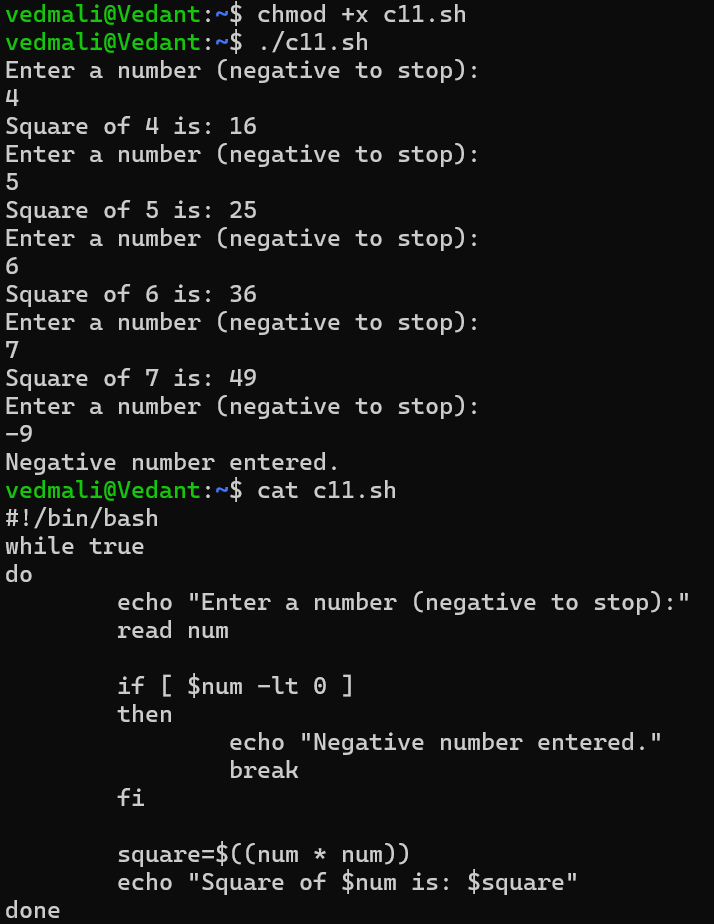 vedmali@Vedant:~$ chmod +x c11.sh
vedmali@Vedant:~$ ./c11.sh
Enter a number (negative to stop):
4
Square of 4 is: 16
Enter a number (negative to stop):
5
Square of 5 is: 25
Enter a number (negative to stop):
6
Square of 6 is: 36
Enter a number (negative to stop):
7
Square of 7 is: 49
Enter a number (negative to stop):
-9
Negative number entered.
vedmali@Vedant:~$ cat c11.sh
#!/bin/bash
while true
do
        echo "Enter a number (negative to stop):"
        read num

        if [ $num -lt 0 ]
        then
                echo "Negative number entered."
                break
        fi

        square=$((num * num))
        echo "Square of $num is: $square"
done